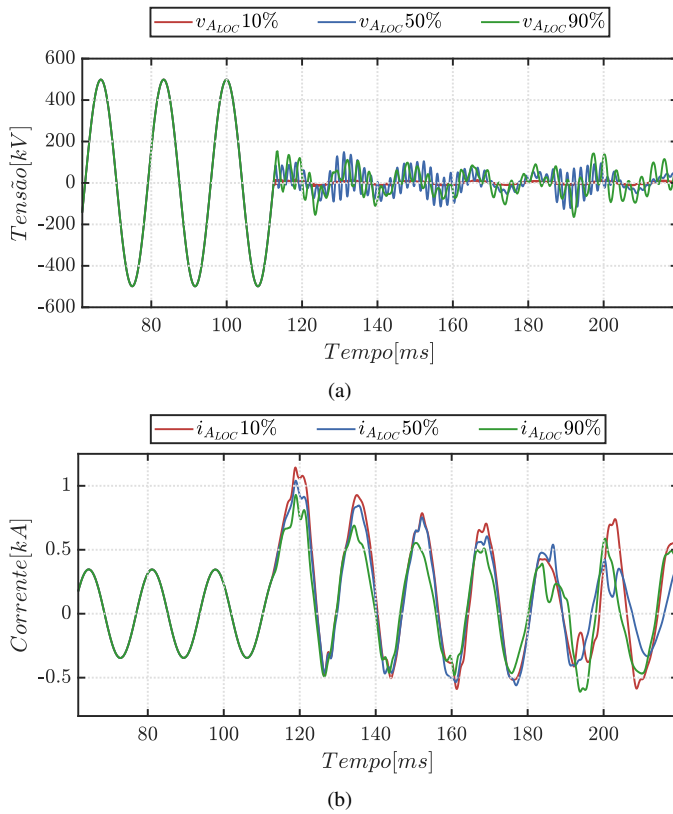 v_{A_{LOC}}10% v_{A_{LOC}}50% v_{A_{LOC}}90%
600
400
200
0
-200
-400
-600
Tensão[kV]
80 100 120 140 160 180 200
Tempo[ms]
(a)
i_{A_{LOC}}10% i_{A_{LOC}}50% i_{A_{LOC}}90%
1
0.5
0
-0.5
Corrente[kA]
80 100 120 140 160 180 200
Tempo[ms]
(b)